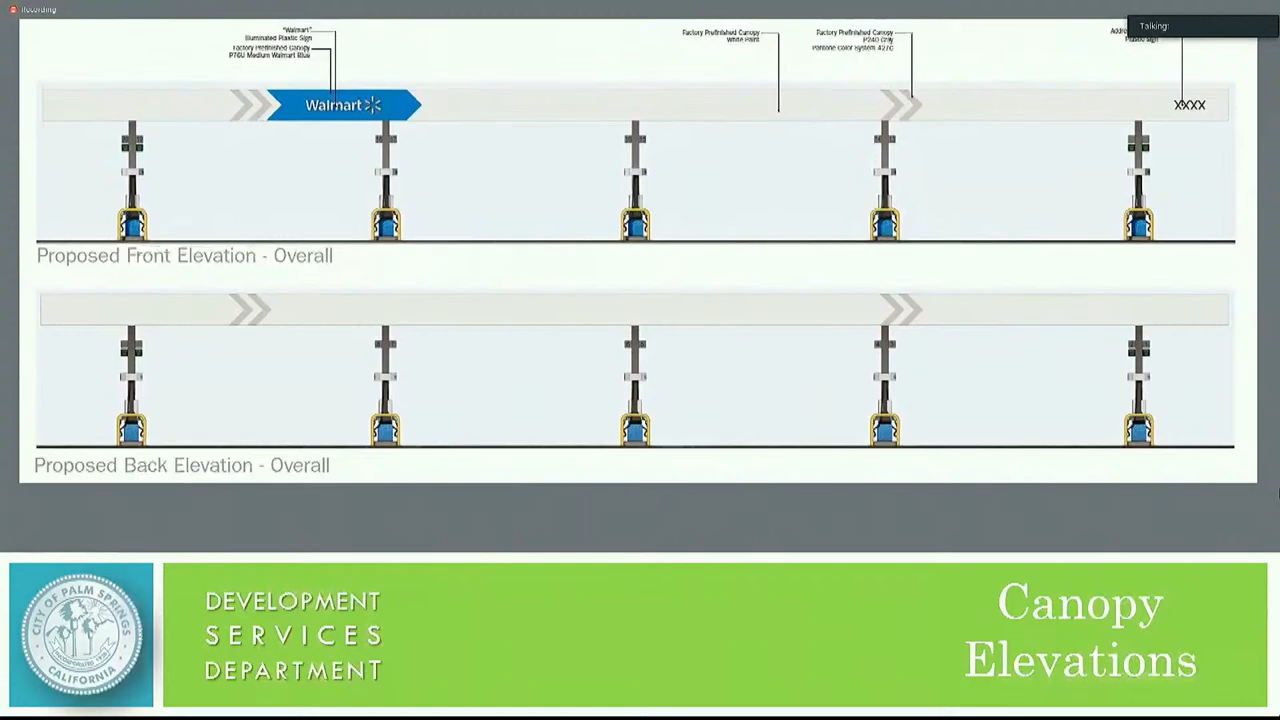 Recording
Talking:
"Walmart"
Illuminated Plastic Sign
Factory Prefinished Canopy
P76U Medium Walmart Blue
Factory Prefinished Canopy
White Paint
Factory Prefinished Canopy
P240 Gray
Pantone Color System 427C
Plastic Sign
Walmart
XXXX
Proposed Front Elevation - Overall
Proposed Back Elevation - Overall
CITY OF PALM SPRINGS
CALIFORNIA
DEVELOPMENT
SERVICES
DEPARTMENT
Canopy
Elevations